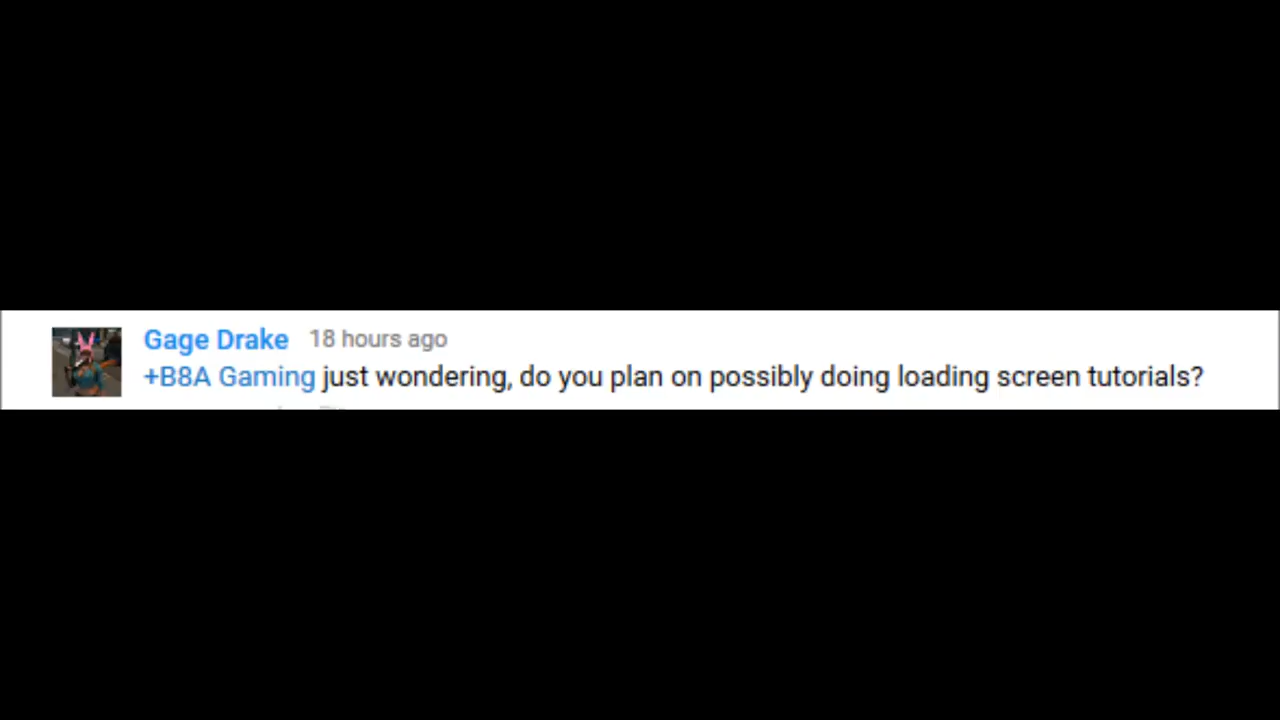 Gage Drake 18 hours ago
+B8A Gaming just wondering, do you plan on possibly doing loading screen tutorials?